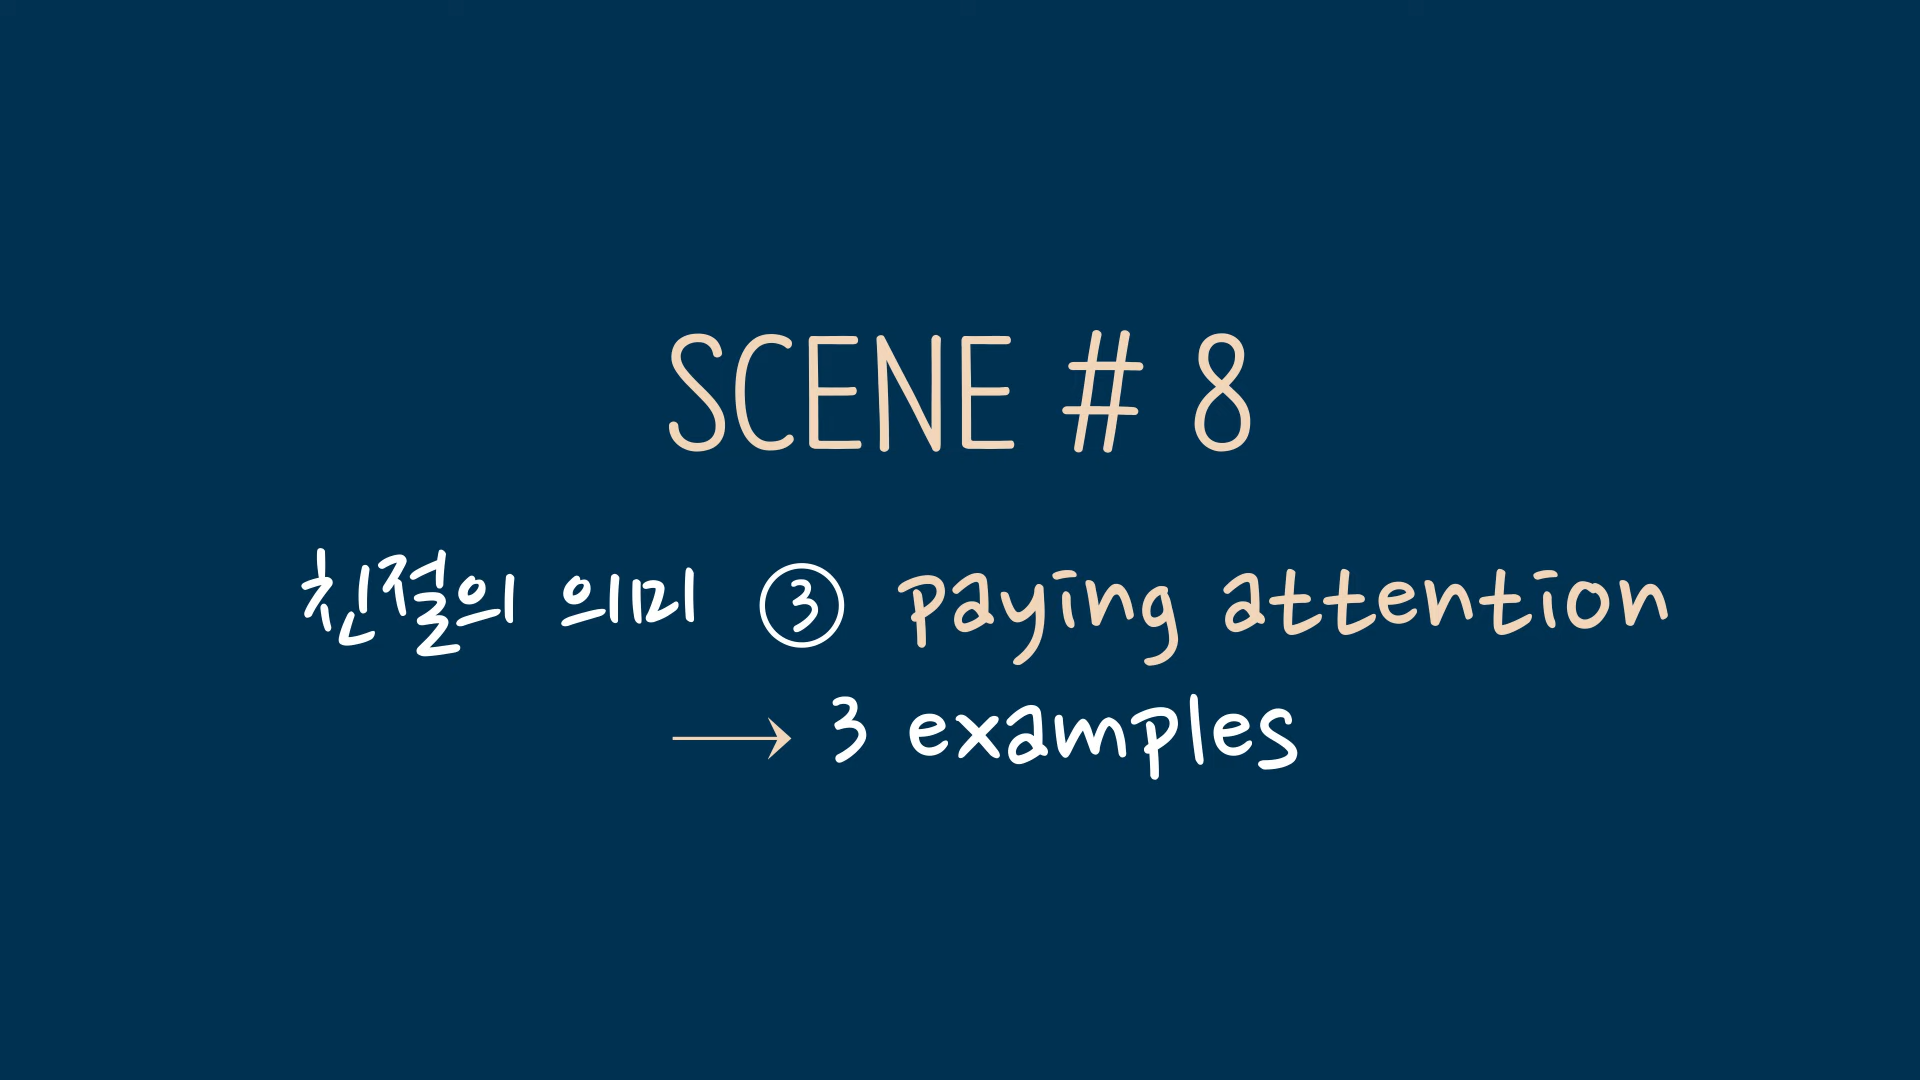 SCENE # 8
친절의 의미 ③ paying attention
→ 3 examples